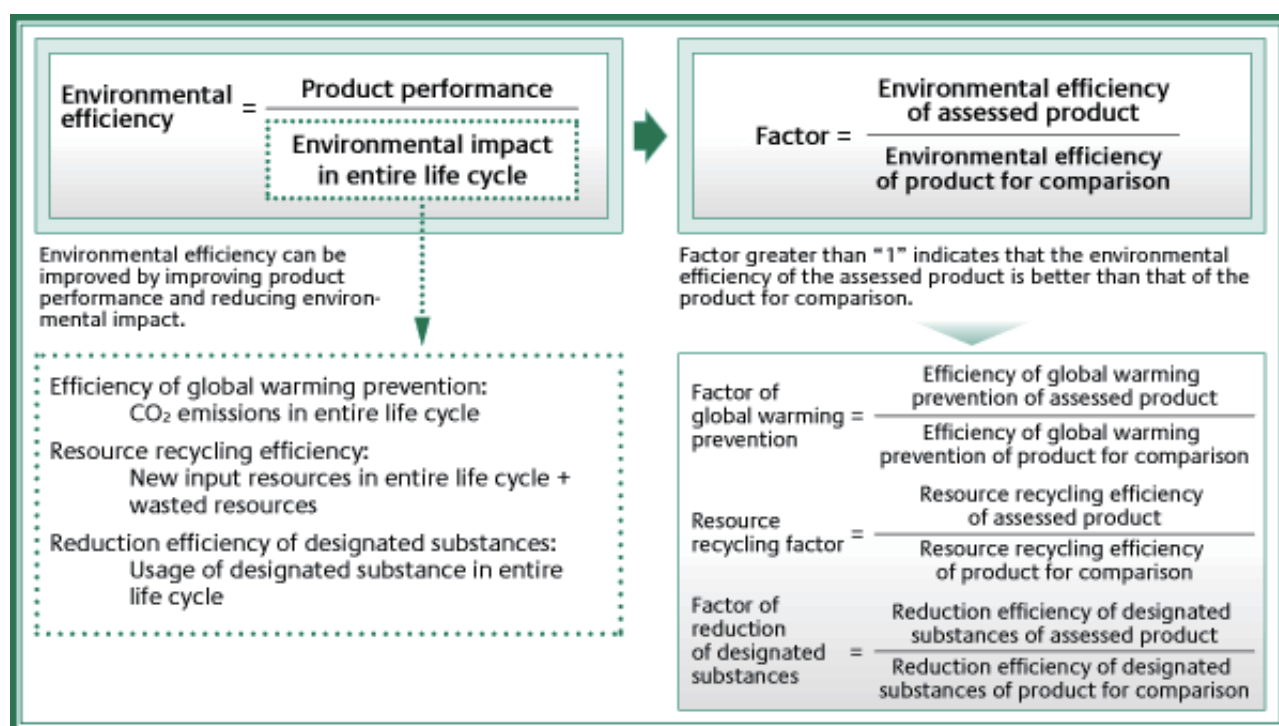 Environmental
efficiency
=
Product performance
Environmental impact
in entire life cycle
Environmental efficiency can be
improved by improving product
performance and reducing environ-
mental impact.
Efficiency of global warming prevention:
CO₂ emissions in entire life cycle
Resource recycling efficiency:
New input resources in entire life cycle +
wasted resources
Reduction efficiency of designated substances:
Usage of designated substance in entire
life cycle
Factor =
Environmental efficiency
of assessed product
Environmental efficiency
of product for comparison
Factor greater than “1” indicates that the environmental
efficiency of the assessed product is better than that of the
product for comparison.
Factor of
global warming
prevention
=
Efficiency of global warming
prevention of assessed product
Efficiency of global warming
prevention of product for comparison
Resource
recycling factor
=
Resource recycling efficiency
of assessed product
Resource recycling efficiency
of product for comparison
Factor of
reduction
of designated
substances
=
Reduction efficiency of designated
substances of assessed product
Reduction efficiency of designated
substances of product for comparison